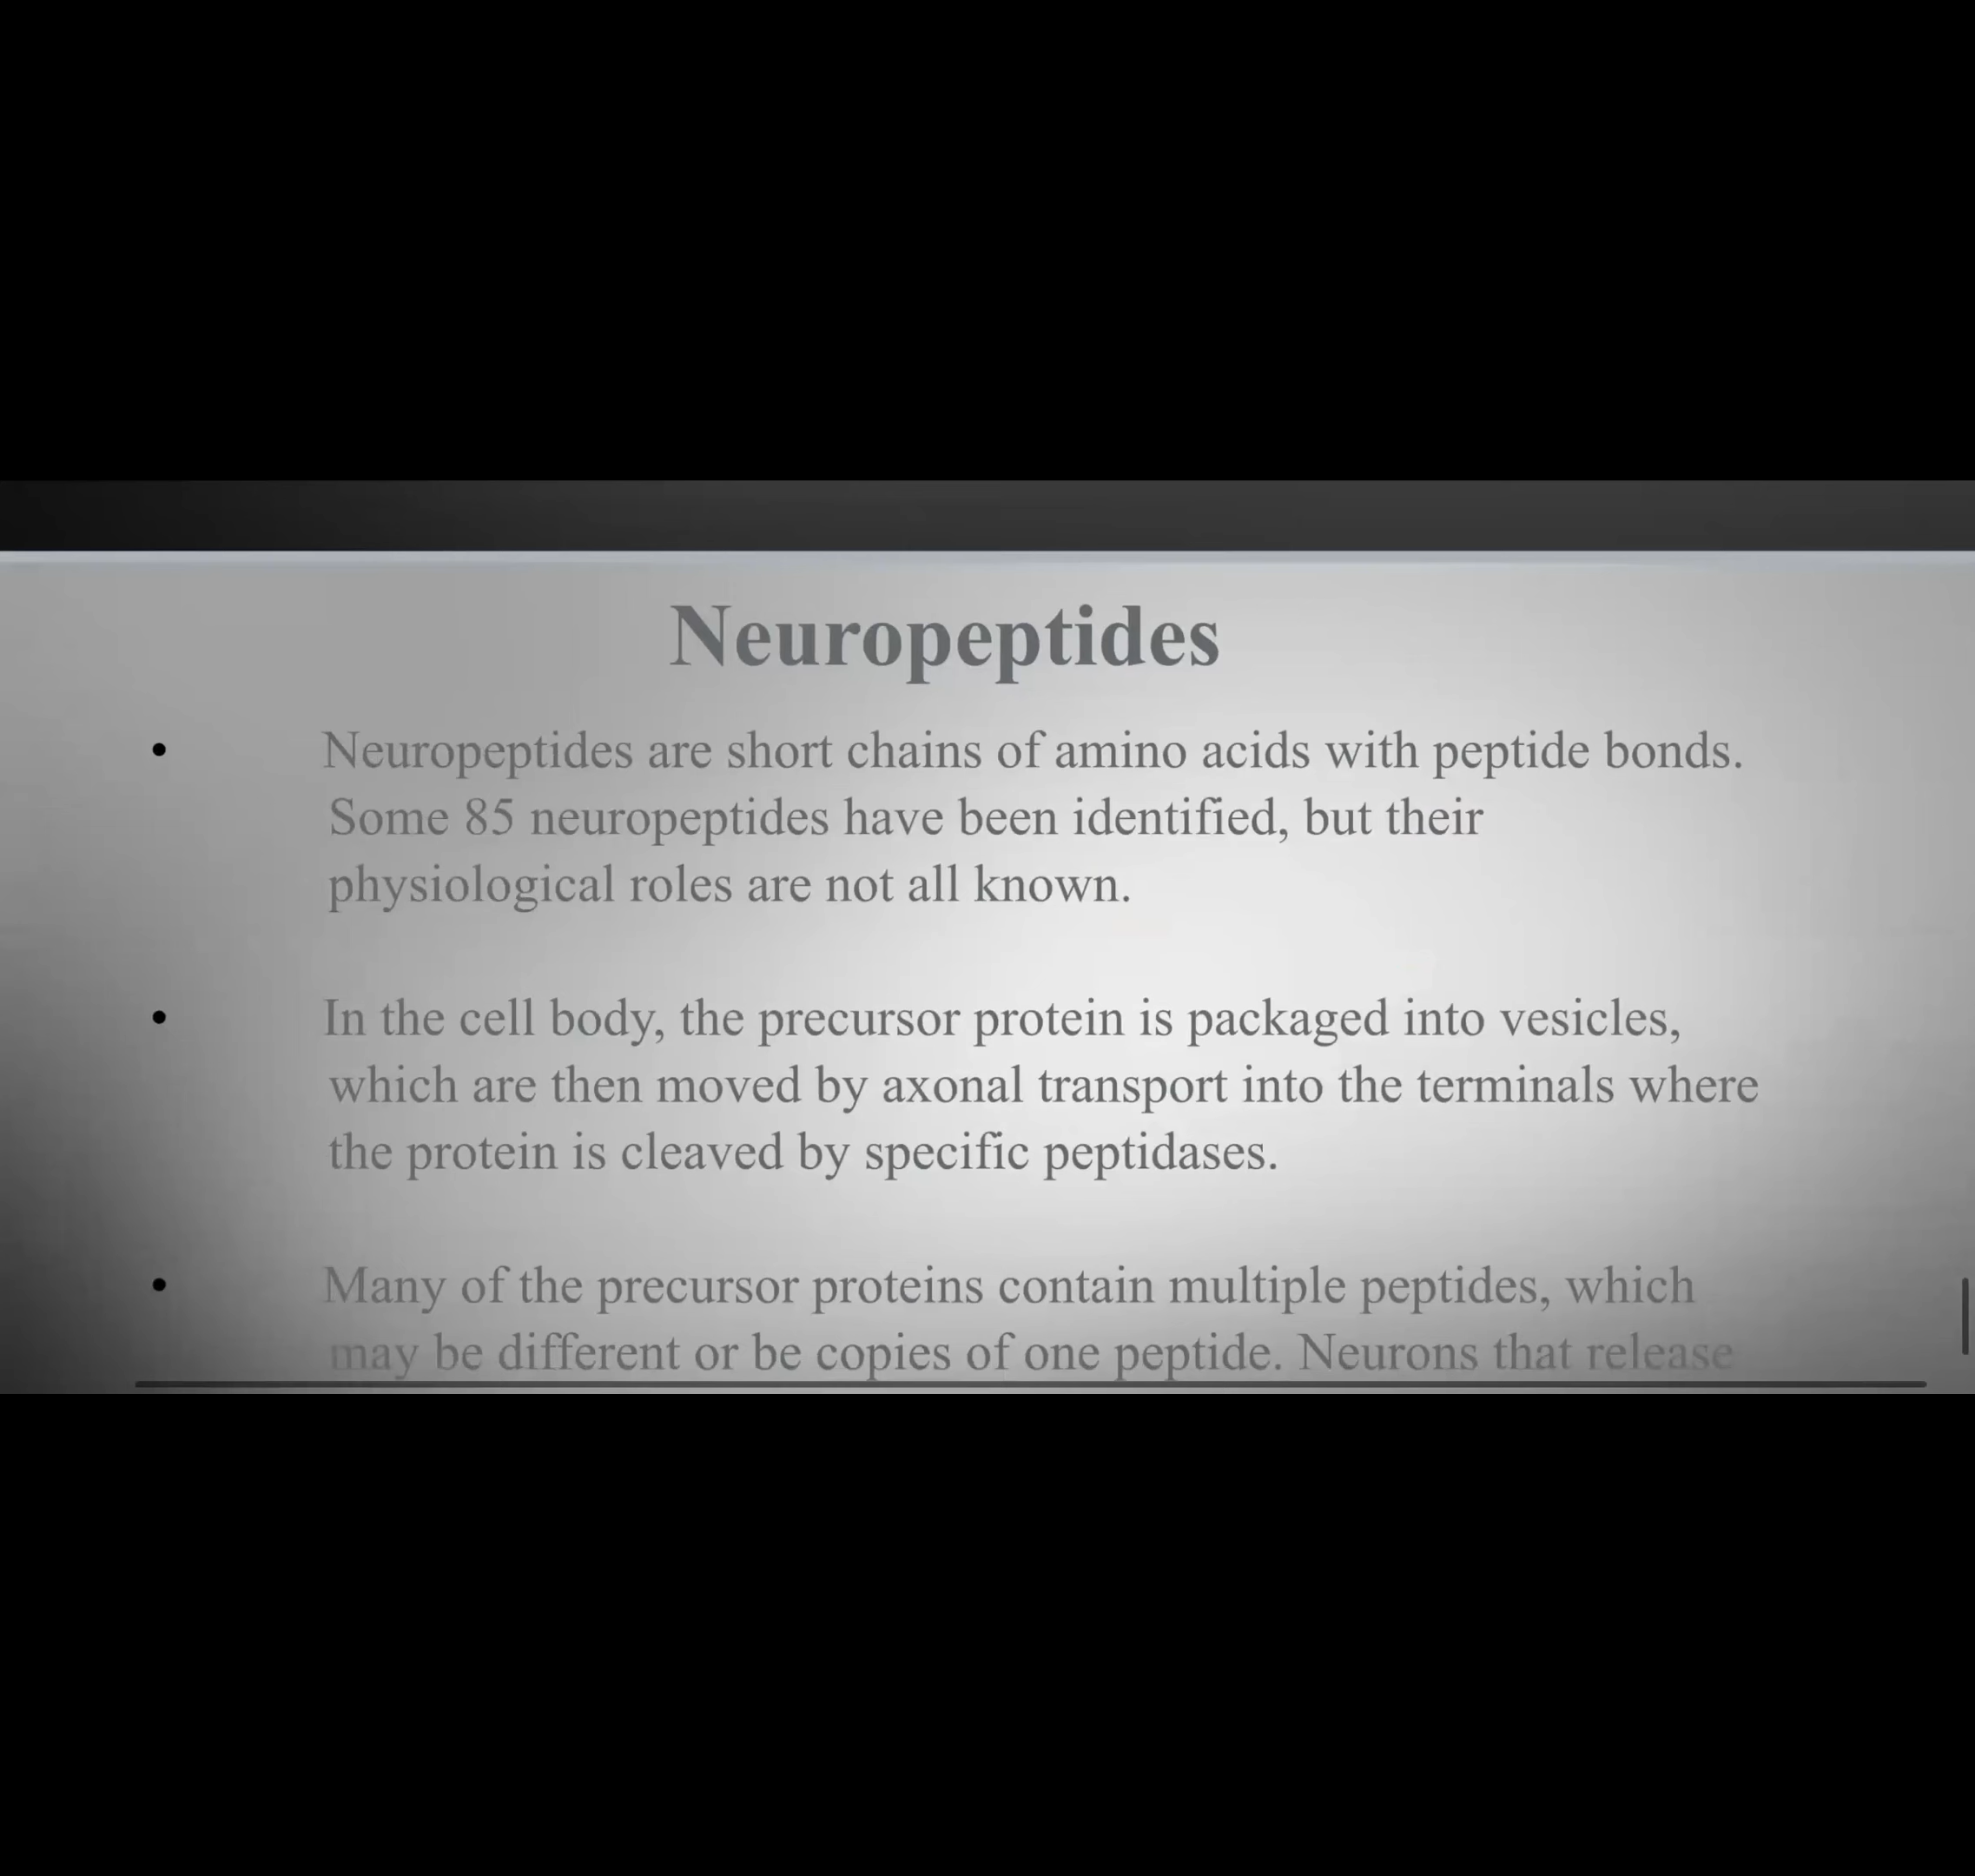 Neuropeptides
• Neuropeptides are short chains of amino acids with peptide bonds.
Some 85 neuropeptides have been identified, but their
physiological roles are not all known.
• In the cell body, the precursor protein is packaged into vesicles,
which are then moved by axonal transport into the terminals where
the protein is cleaved by specific peptidases.
• Many of the precursor proteins contain multiple peptides, which
may be different or be copies of one peptide. Neurons that release